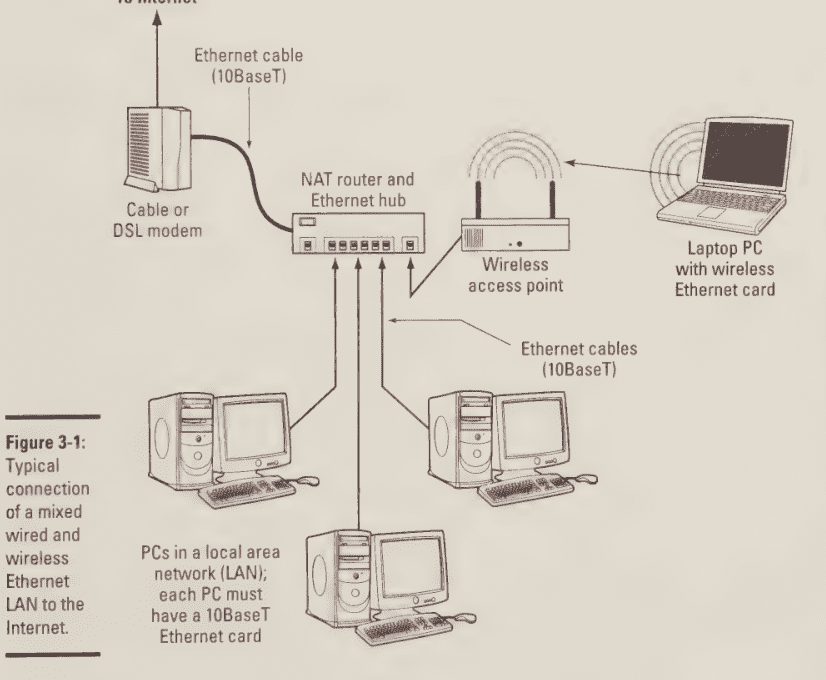 To Internet
Ethernet cable
(10BaseT)
NAT router and
Ethernet hub
Cable or
DSL modem
Wireless
access point
Laptop PC
with wireless
Ethernet card
Ethernet cables
(10BaseT)
Figure 3-1:
Typical
connection
of a mixed
wired and
wireless
Ethernet
LAN to the
Internet.
PCs in a local area
network (LAN);
each PC must
have a 10BaseT
Ethernet card